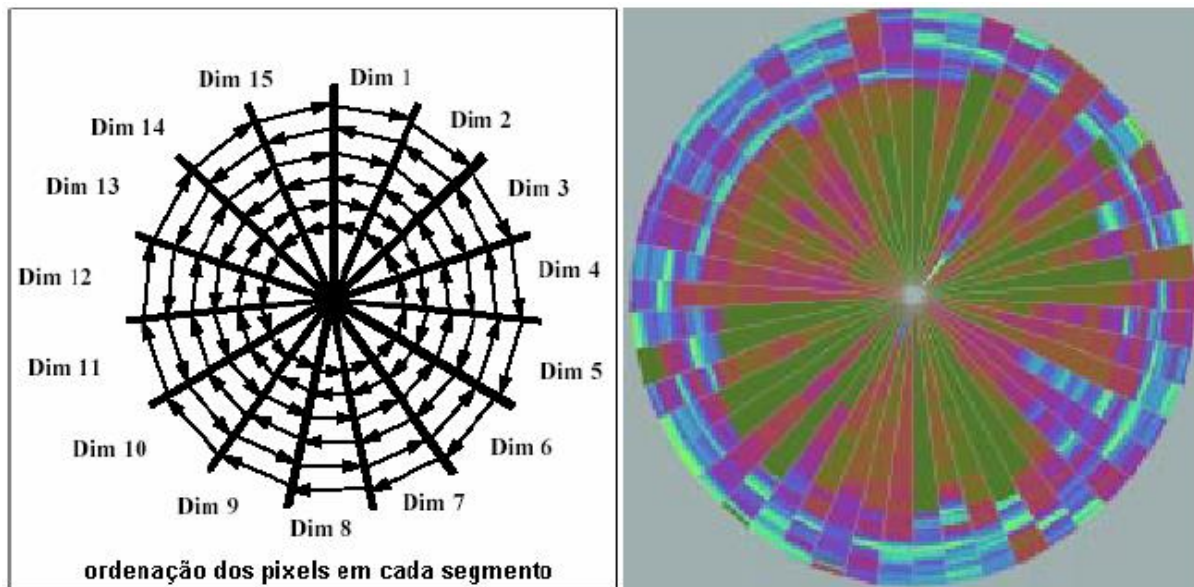 Dim 1
Dim 2
Dim 3
Dim 4
Dim 5
Dim 6
Dim 7
Dim 8
Dim 9
Dim 10
Dim 11
Dim 12
Dim 13
Dim 14
Dim 15
ordenação dos pixels em cada segmento